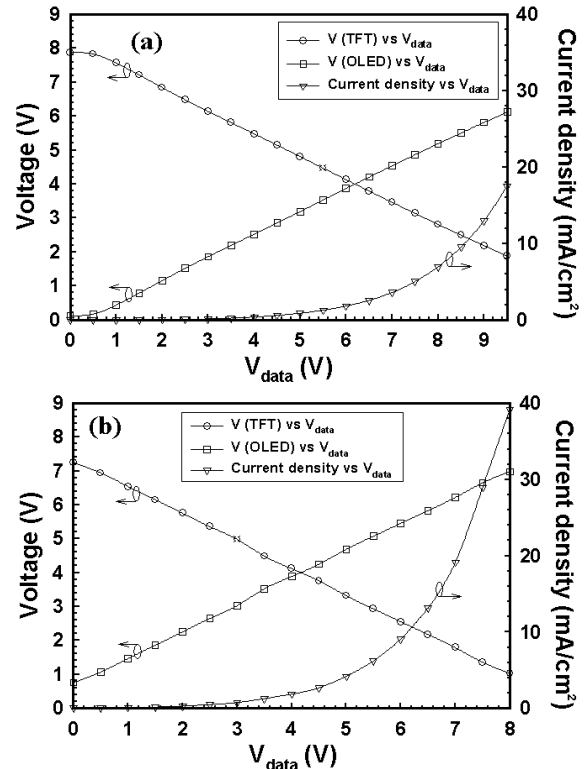 (a)
V (TFT) vs Vdata
V (OLED) vs Vdata
Current density vs Vdata
Voltage (V)
Current density (mA/cm²)
9
8
7
6
5
4
3
2
1
0
40
30
20
10
0
0 1 2 3 4 5 6 7 8 9
Vdata (V)
(b)
V (TFT) vs Vdata
V (OLED) vs Vdata
Current density vs Vdata
Voltage (V)
Current density (mA/cm²)
9
8
7
6
5
4
3
2
1
0
40
30
20
10
0
0 1 2 3 4 5 6 7 8
Vdata (V)